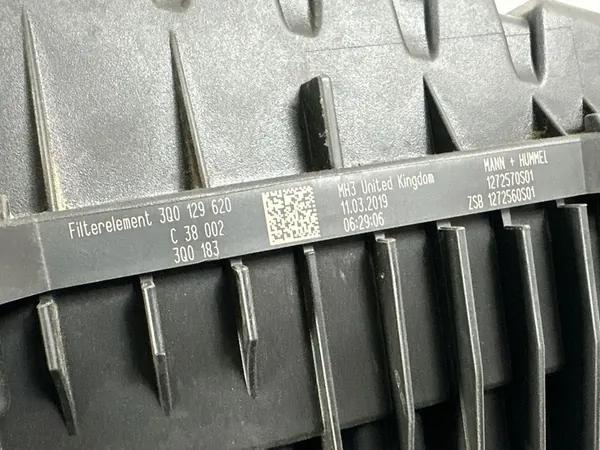 Filterelement 3Q0 129 620
C 38 002
3Q0 183
MH3 United Kingdom
11.03.2019
06:29:06
MANN + HUMMEL
1272570S01
ZSB 1272560S01